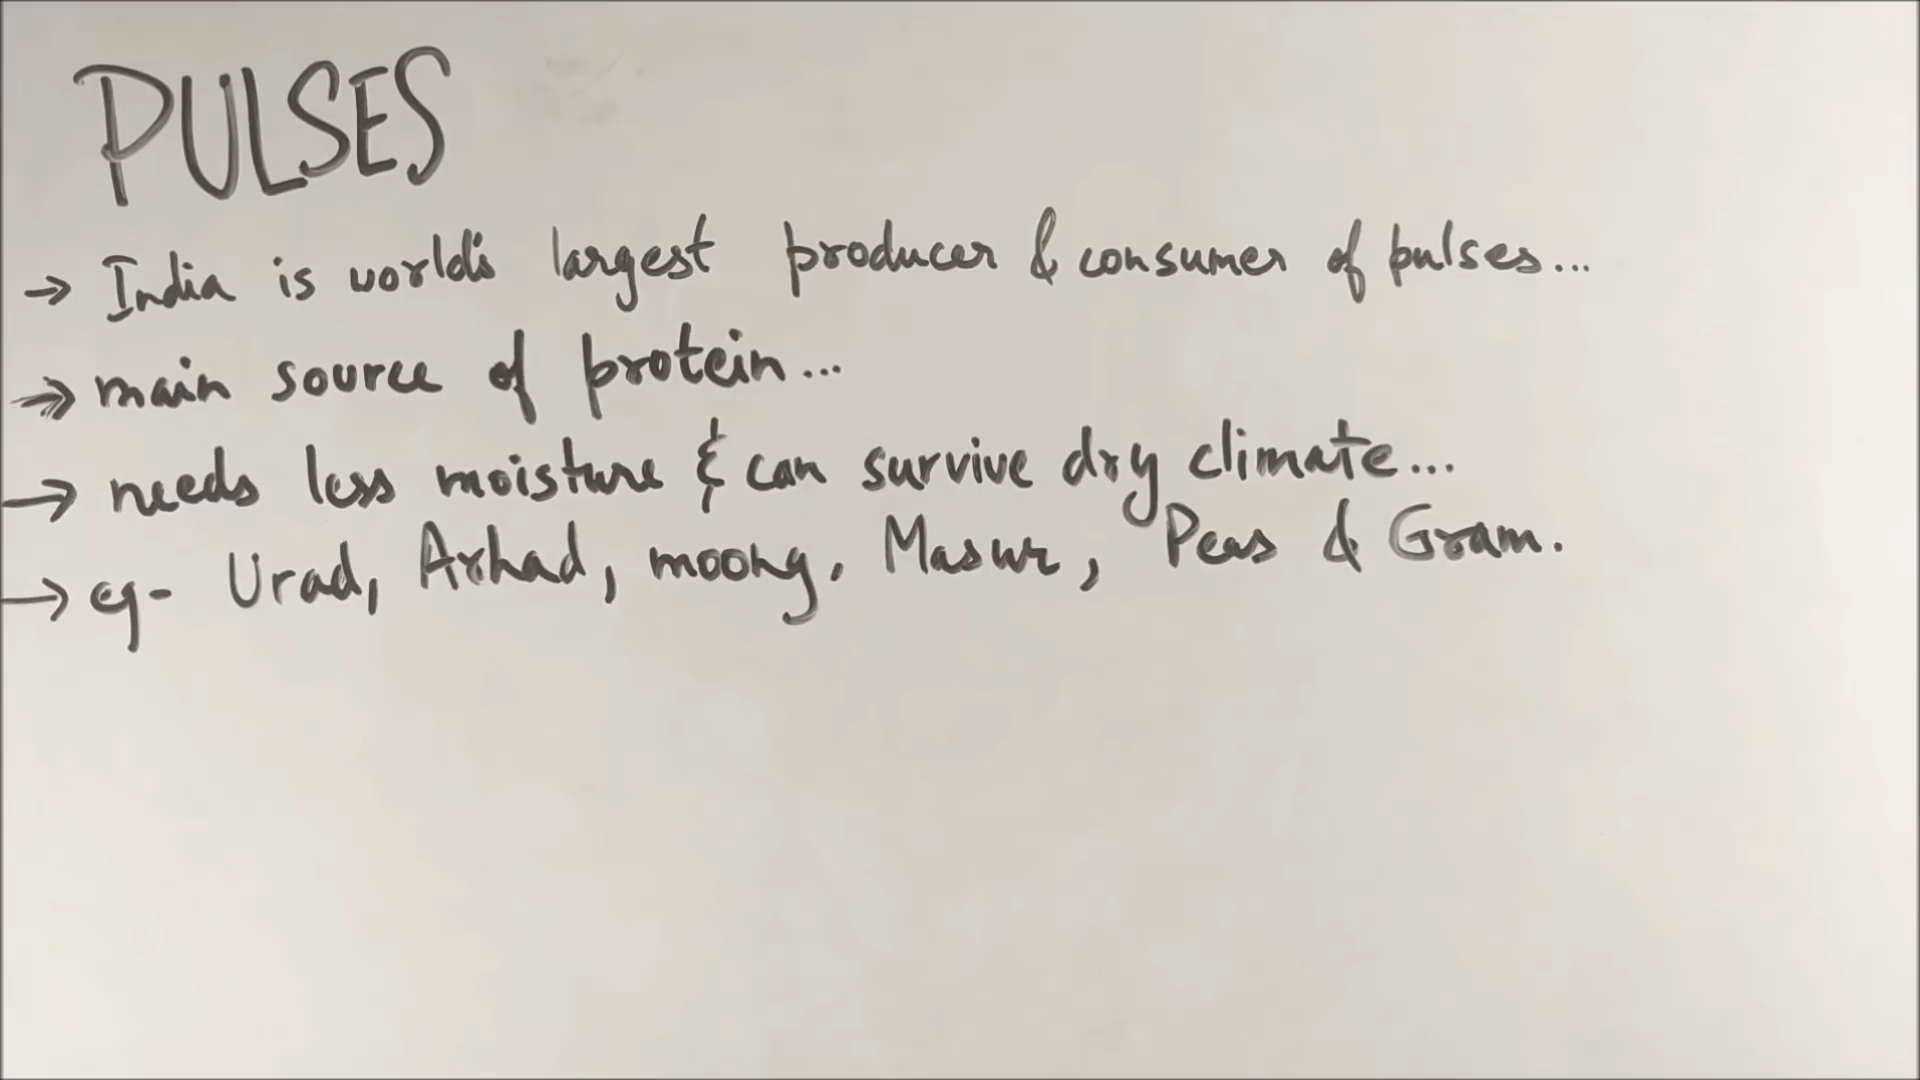 PULSES
→ India is world's largest producer & consumer of pulses...
→ main source of protein...
→ needs less moisture & can survive dry climate...
→ eg- Urad, Arhad, moong, Masur, Peas & Gram.